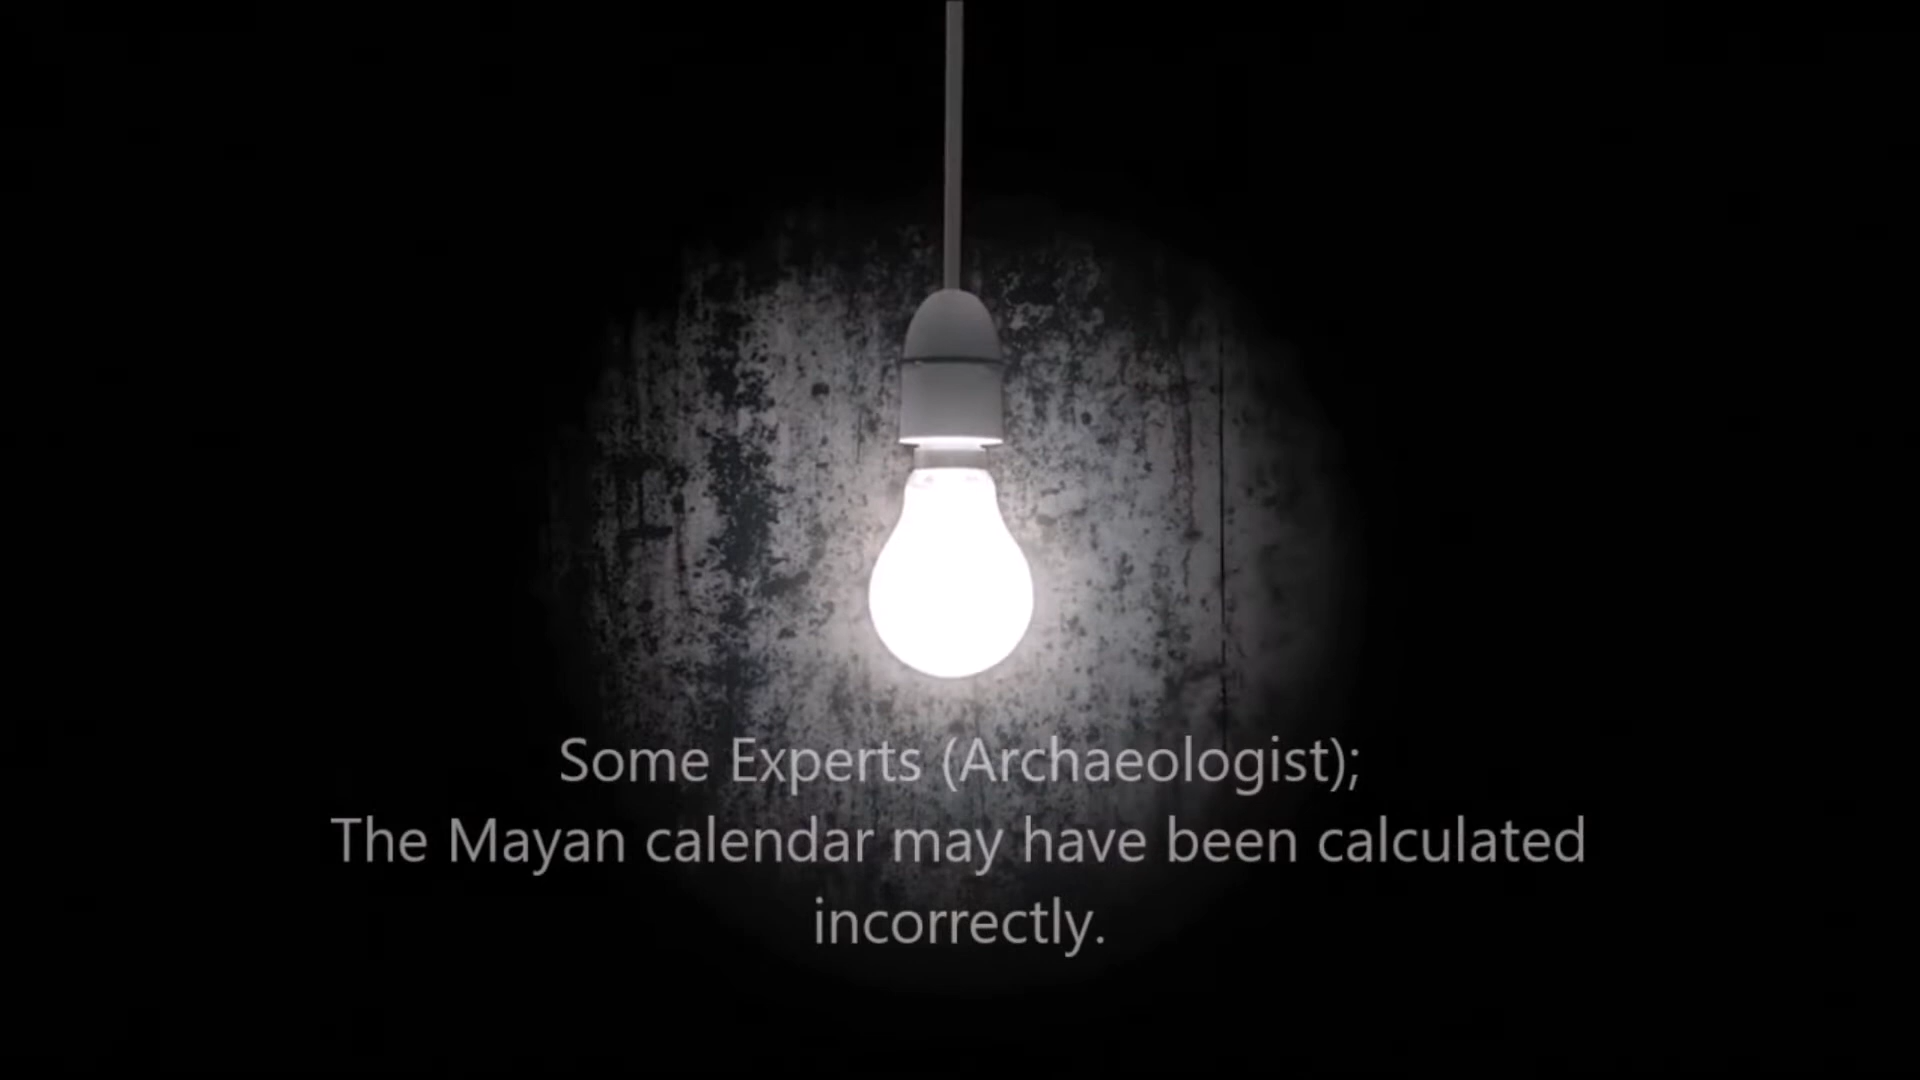 Some Experts (Archaeologist);
The Mayan calendar may have been calculated
incorrectly.